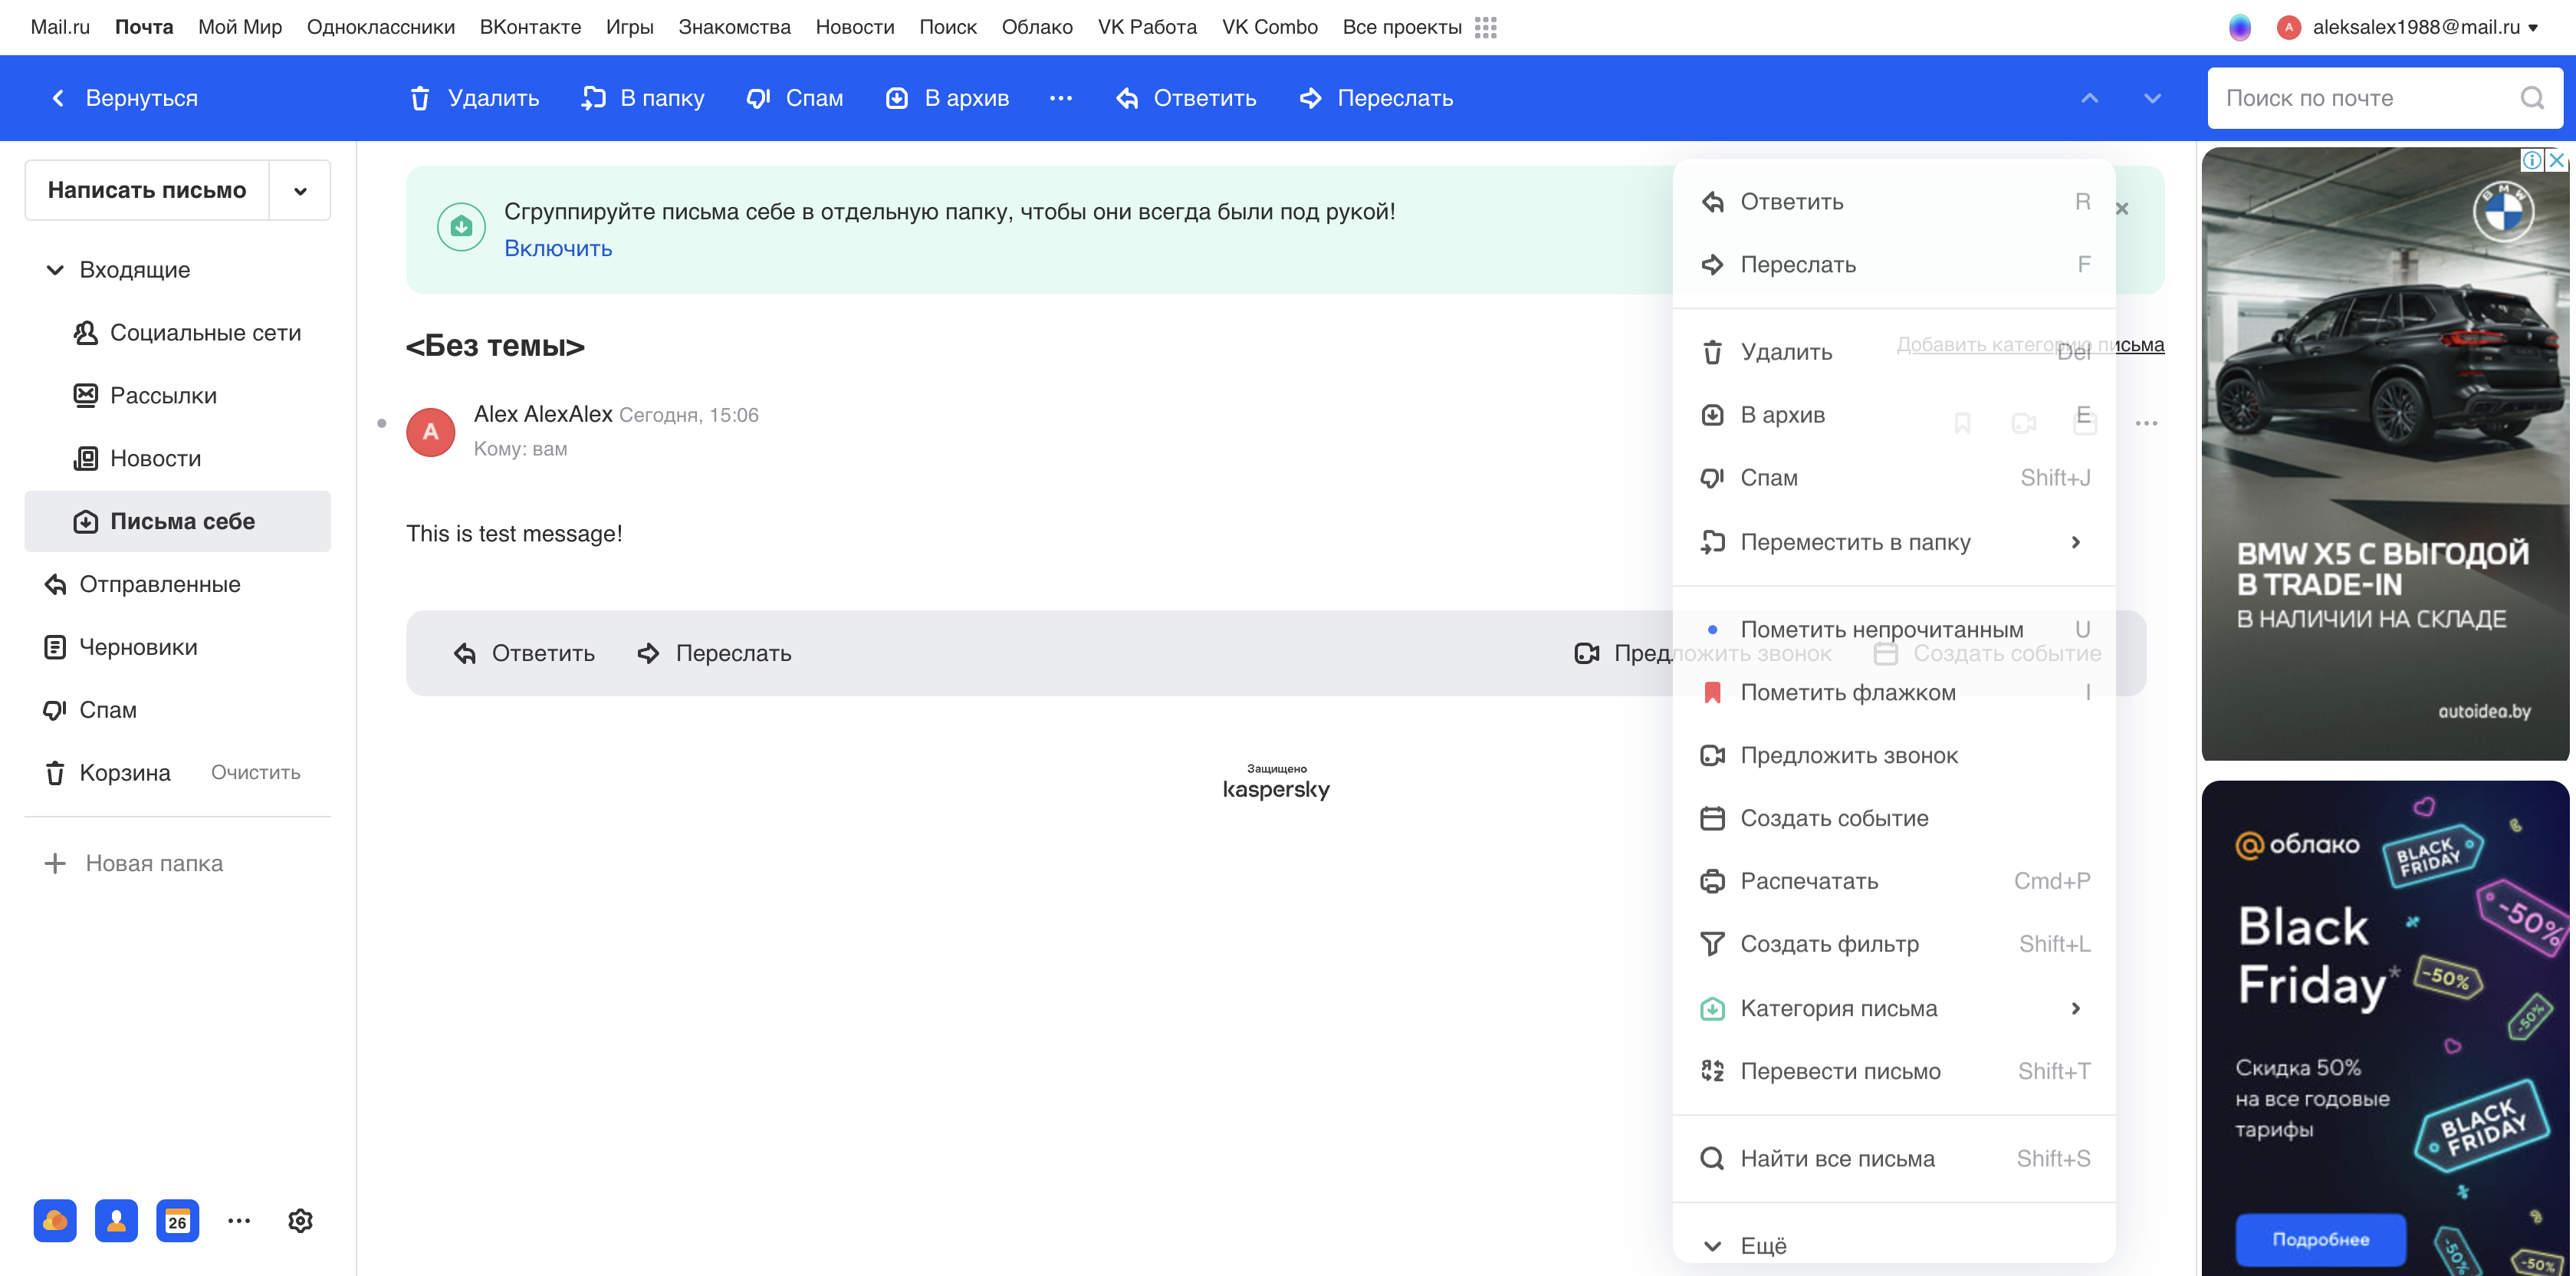 Mail.ru Почта Мой Мир Одноклассники ВКонтакте Игры Знакомства Новости Поиск Облако VK Работа VK Combo Все проекты
A aleksalex1988@mail.ru
Вернуться Удалить В папку Спам В архив Ответить Переслать Поиск по почте
Написать письмо
Входящие
Социальные сети
Рассылки
Новости
Письма себе
Отправленные
Черновики
Спам
Корзина Очистить
Новая папка
26
Сгруппируйте письма себе в отдельную папку, чтобы они всегда были под рукой!
Включить
<Без темы>
Добавить категорию письма
A
Alex AlexAlex Сегодня, 15:06
Кому: вам
This is test message!
Ответить Переслать Предложить звонок Создать событие
Защищено
kaspersky
Ответить R
Переслать F
Удалить Del
В архив E
Спам Shift+J
Переместить в папку
Пометить непрочитанным U
Пометить флажком I
Предложить звонок
Создать событие
Распечатать Cmd+P
Создать фильтр Shift+L
Категория письма
Перевести письмо Shift+T
Найти все письма Shift+S
Ещё
BMW
BMW X5 С ВЫГОДОЙ
В TRADE-IN
В НАЛИЧИИ НА СКЛАДЕ
autoidea.by
@ облако
BLACK
FRIDAY
-50%
Black
Friday*
-50%
-50%
Скидка 50%
на все годовые
тарифы
BLACK
FRIDAY
Подробнее
-50%
-50%